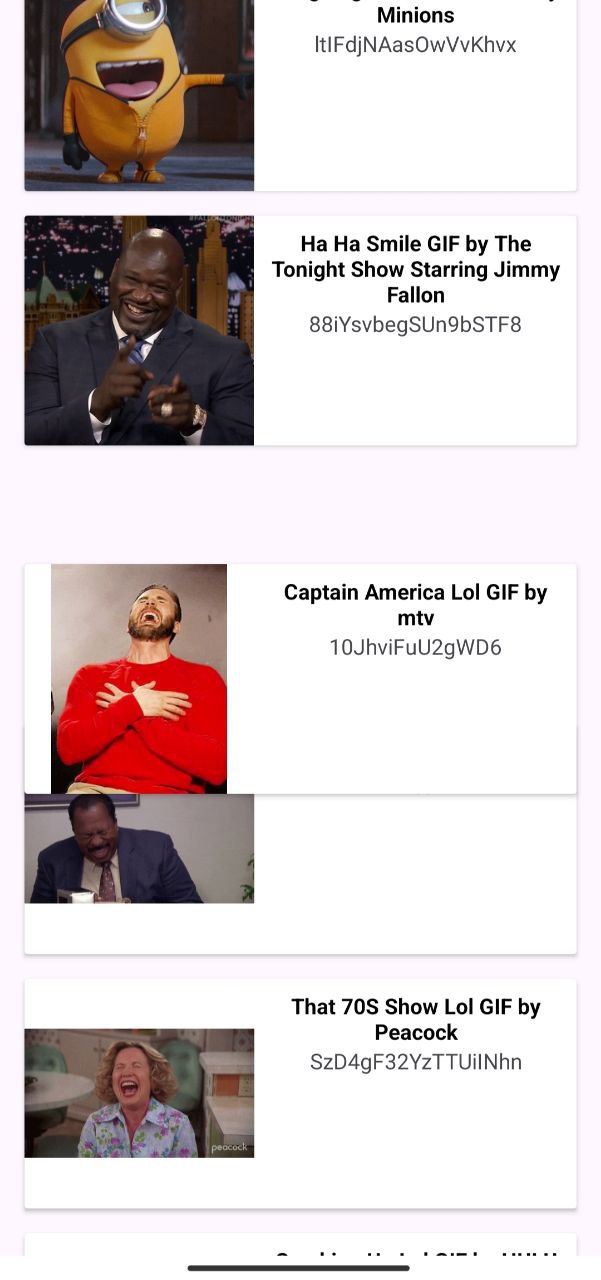 Minions
ltIFdjNAasOwVvKhvx
#FALLONTONIGHT
Ha Ha Smile GIF by The
Tonight Show Starring Jimmy
Fallon
88iYsvbegSUn9bSTF8
Captain America Lol GIF by
mtv
10JhviFuU2gWD6
That 70S Show Lol GIF by
Peacock
SzD4gF32YzTTUiINhn
peacock